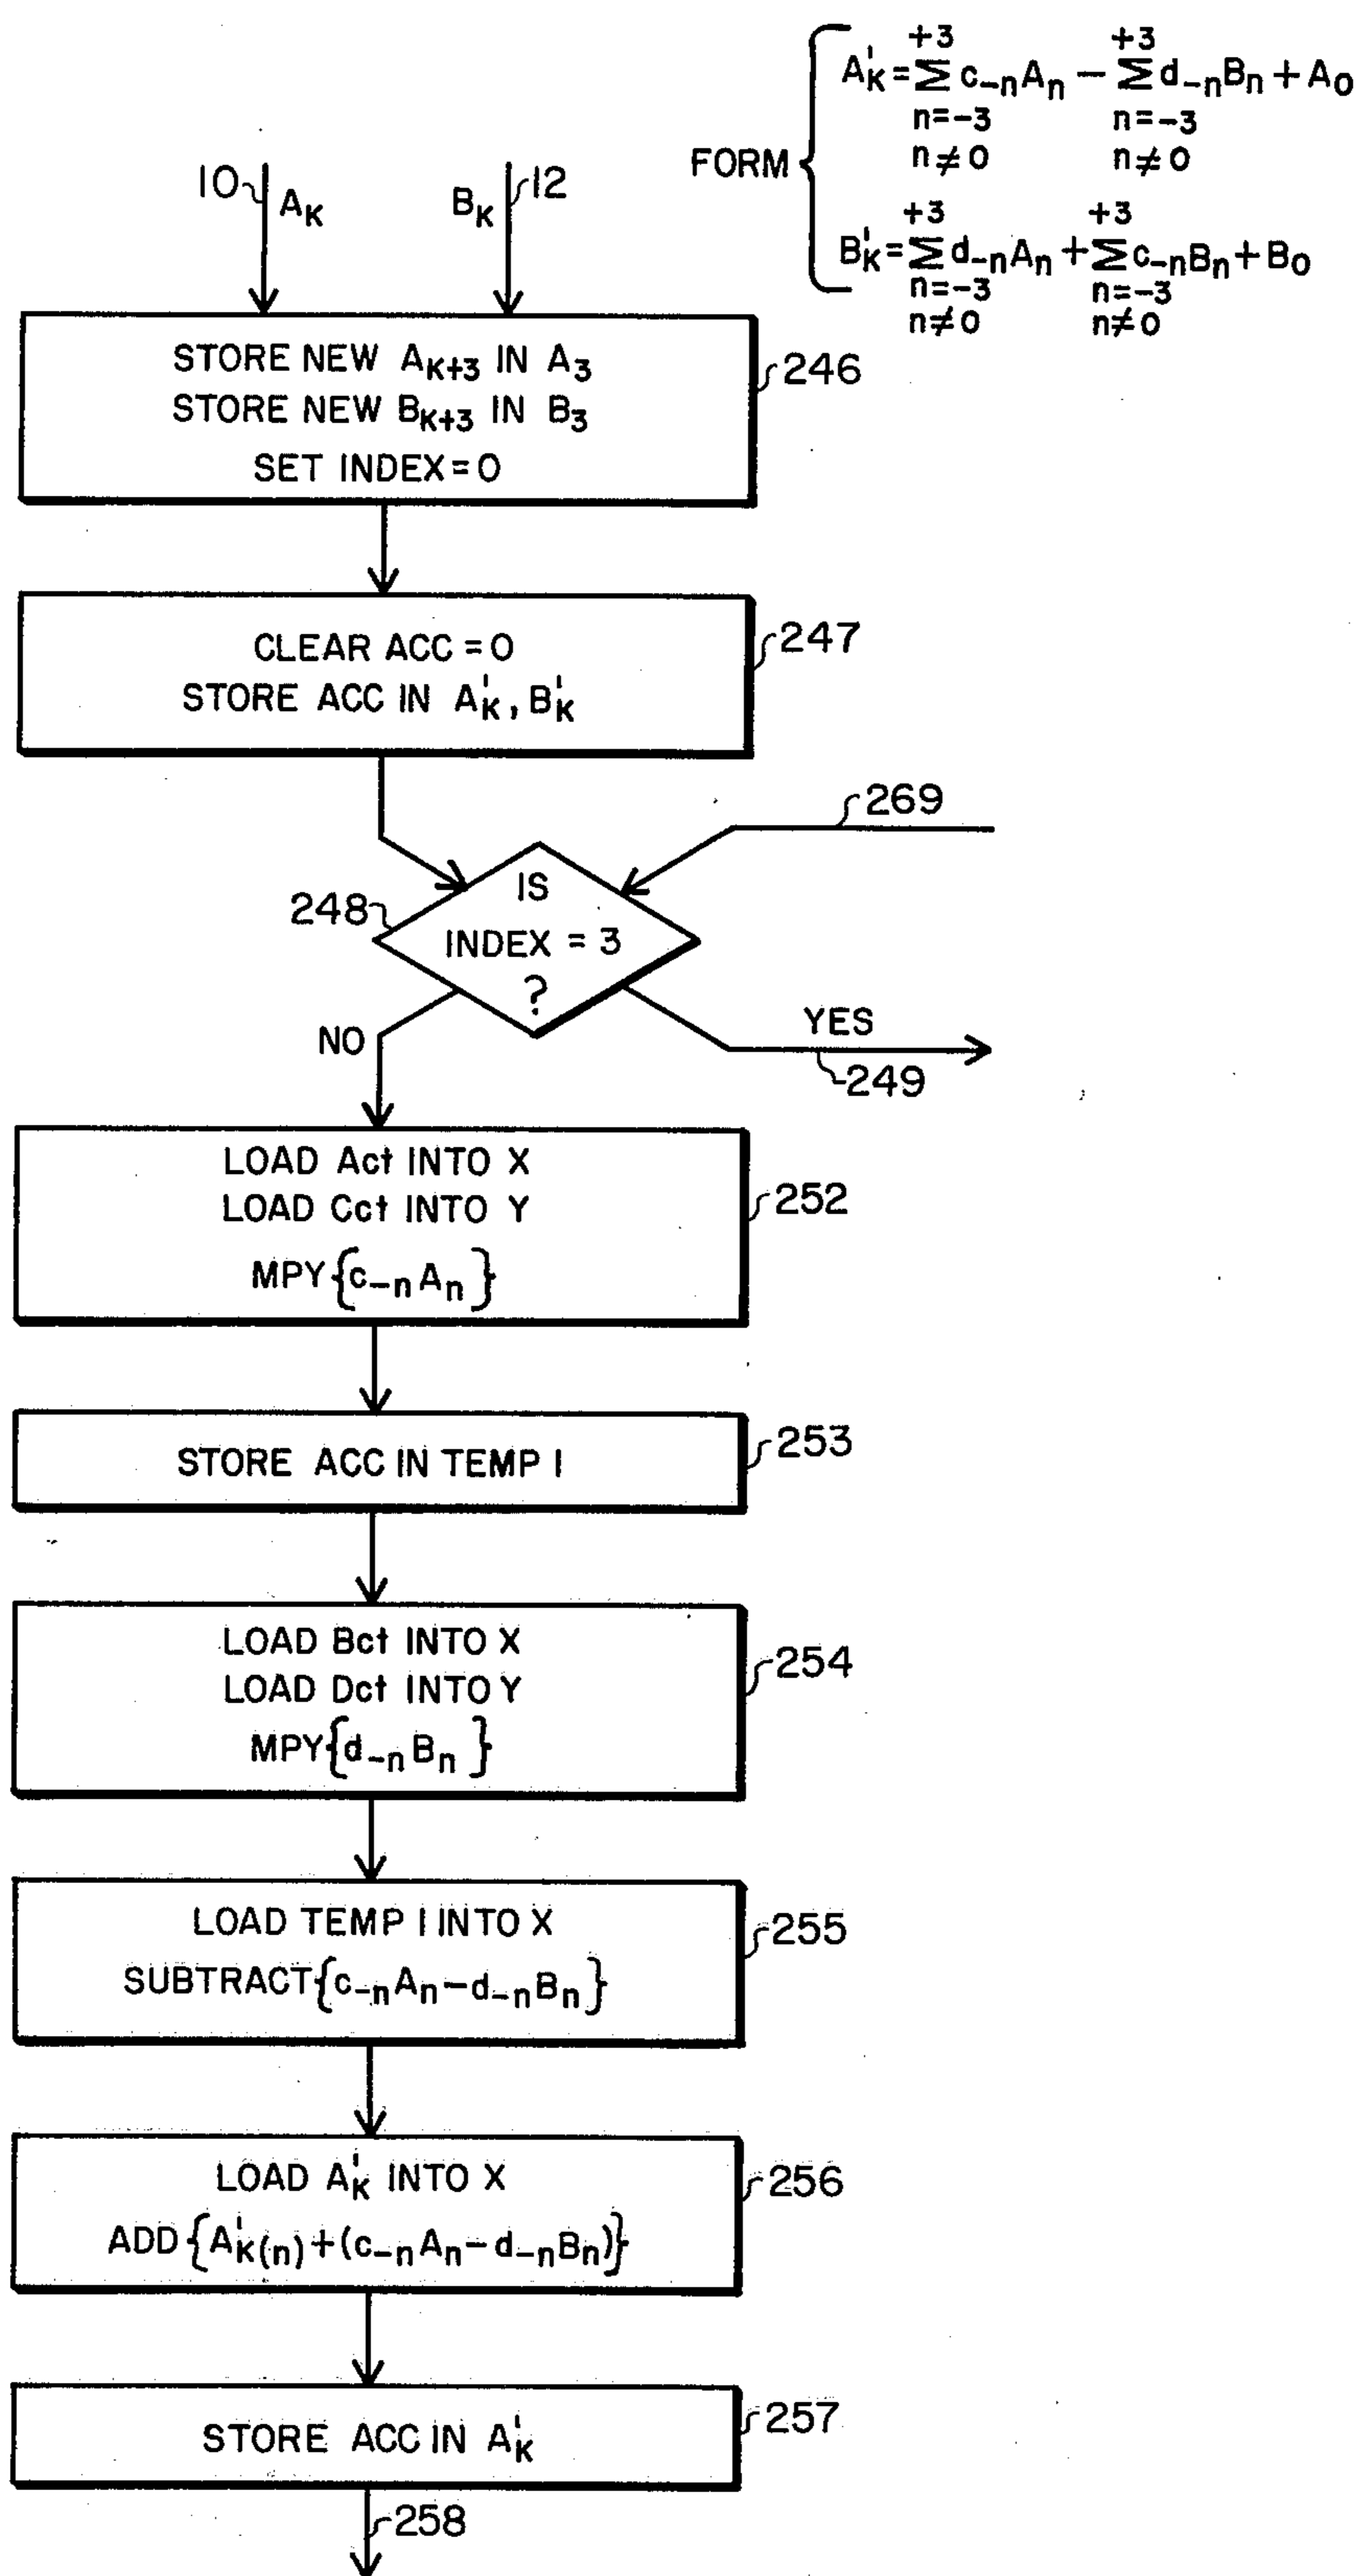 FORM { A'K = +3 Σ n=-3 n≠0 c-nAn − +3 Σ n=-3 n≠0 d-nBn + A0
B'K = +3 Σ n=-3 n≠0 d-nAn + +3 Σ n=-3 n≠0 c-nBn + B0
10 AK
BK 12
STORE NEW AK+3 IN A3
STORE NEW BK+3 IN B3
SET INDEX = 0
246
CLEAR ACC = 0
STORE ACC IN A'K, B'K
247
269
248
IS
INDEX = 3
?
NO
YES
249
LOAD Act INTO X
LOAD Cct INTO Y
MPY{c-nAn}
252
STORE ACC IN TEMP 1
253
LOAD Bct INTO X
LOAD Dct INTO Y
MPY{d-nBn}
254
LOAD TEMP 1 INTO X
SUBTRACT{c-nAn−d-nBn}
255
LOAD A'K INTO X
ADD{A'K(n)+(c-nAn−d-nBn)}
256
STORE ACC IN A'K
257
258